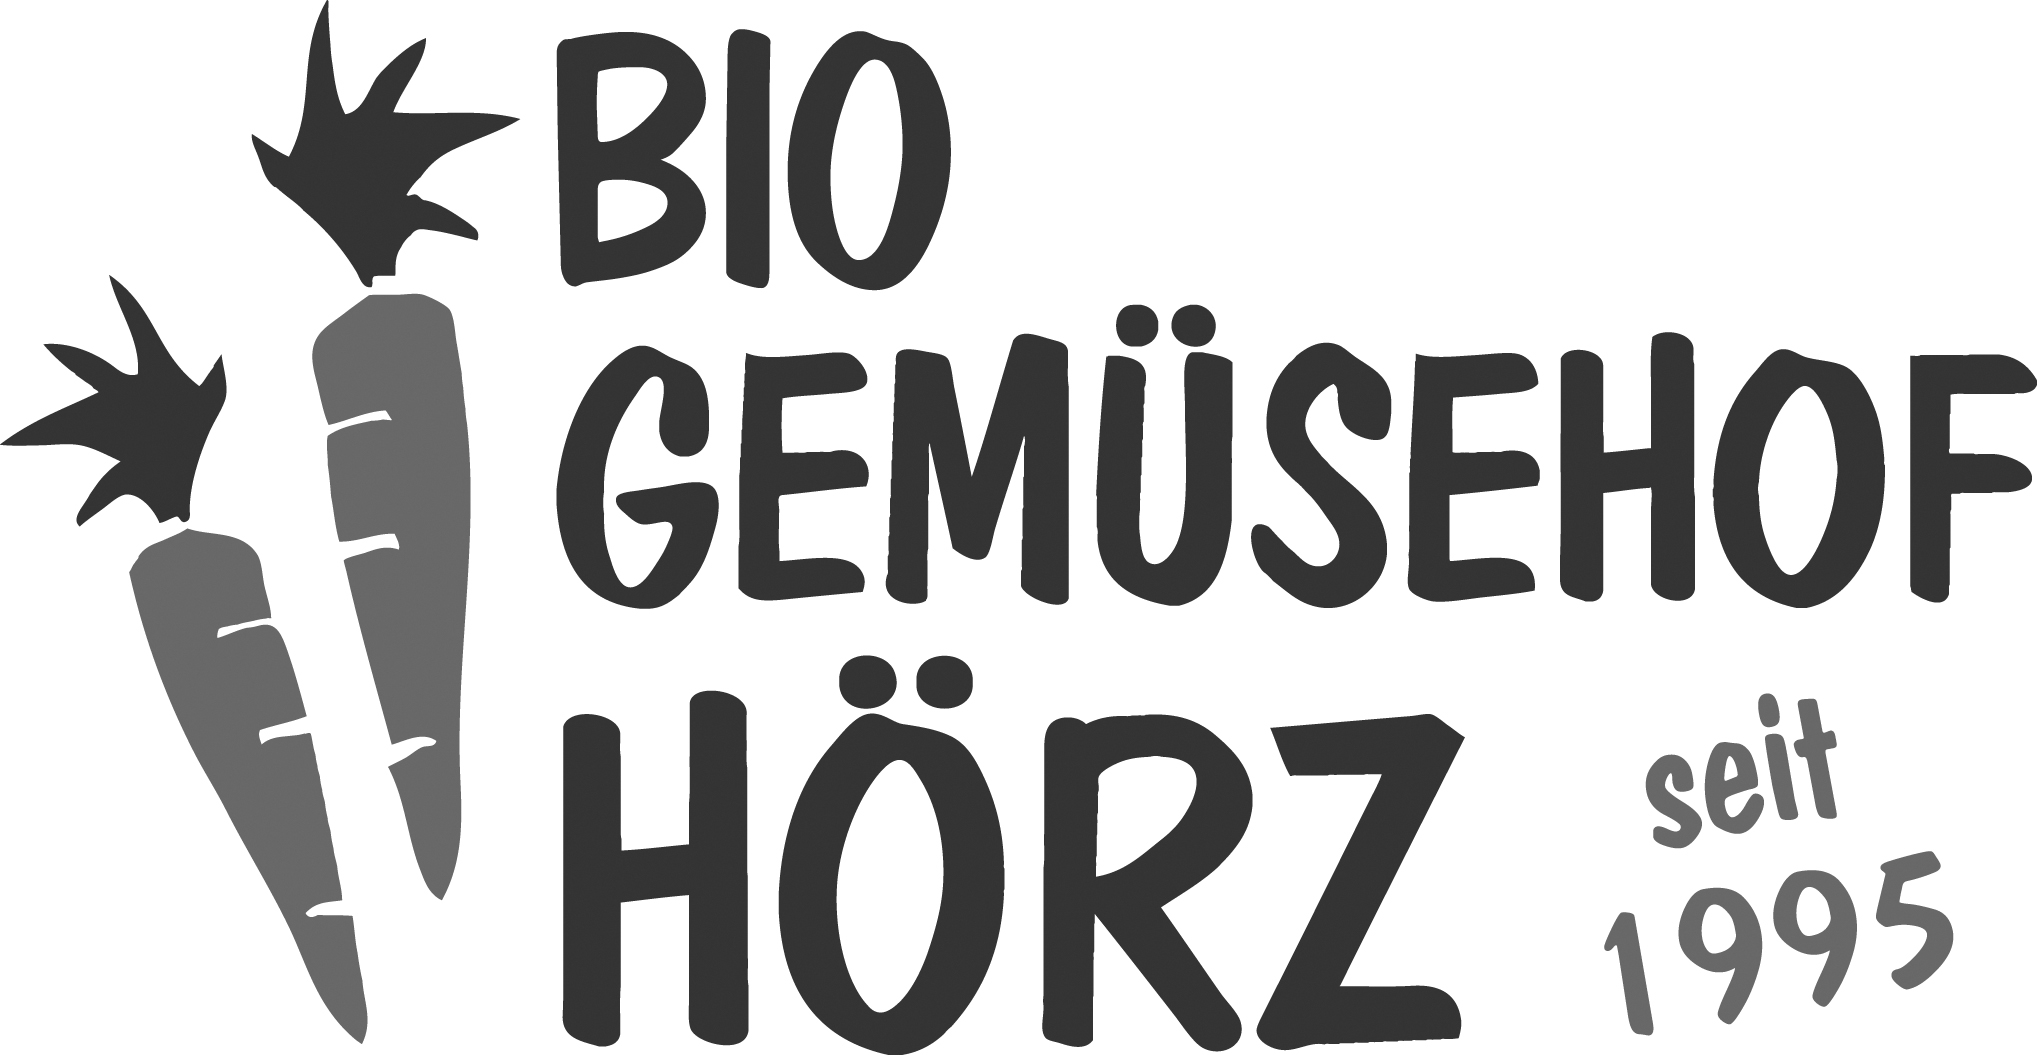 BIO
GEMÜSEHOF
HÖRZ
seit
1995